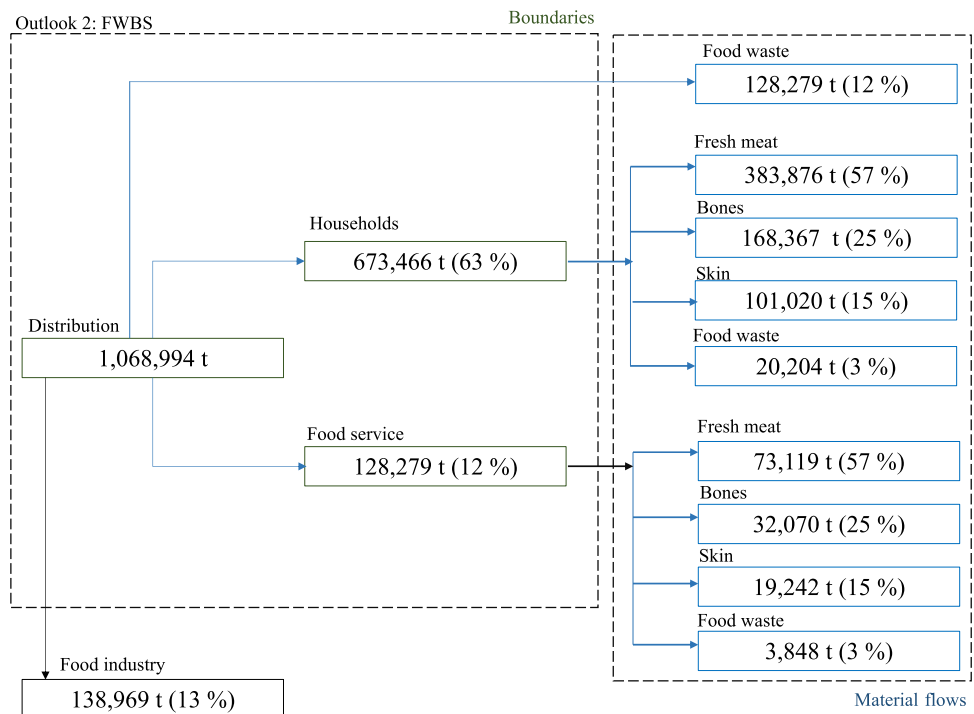 Outlook 2: FWBS
Boundaries
Food waste
128,279 t (12 %)
Fresh meat
383,876 t (57 %)
Bones
168,367 t (25 %)
Skin
101,020 t (15 %)
Food waste
20,204 t (3 %)
Households
673,466 t (63 %)
Distribution
1,068,994 t
Food service
128,279 t (12 %)
Fresh meat
73,119 t (57 %)
Bones
32,070 t (25 %)
Skin
19,242 t (15 %)
Food waste
3,848 t (3 %)
Food industry
138,969 t (13 %)
Material flows